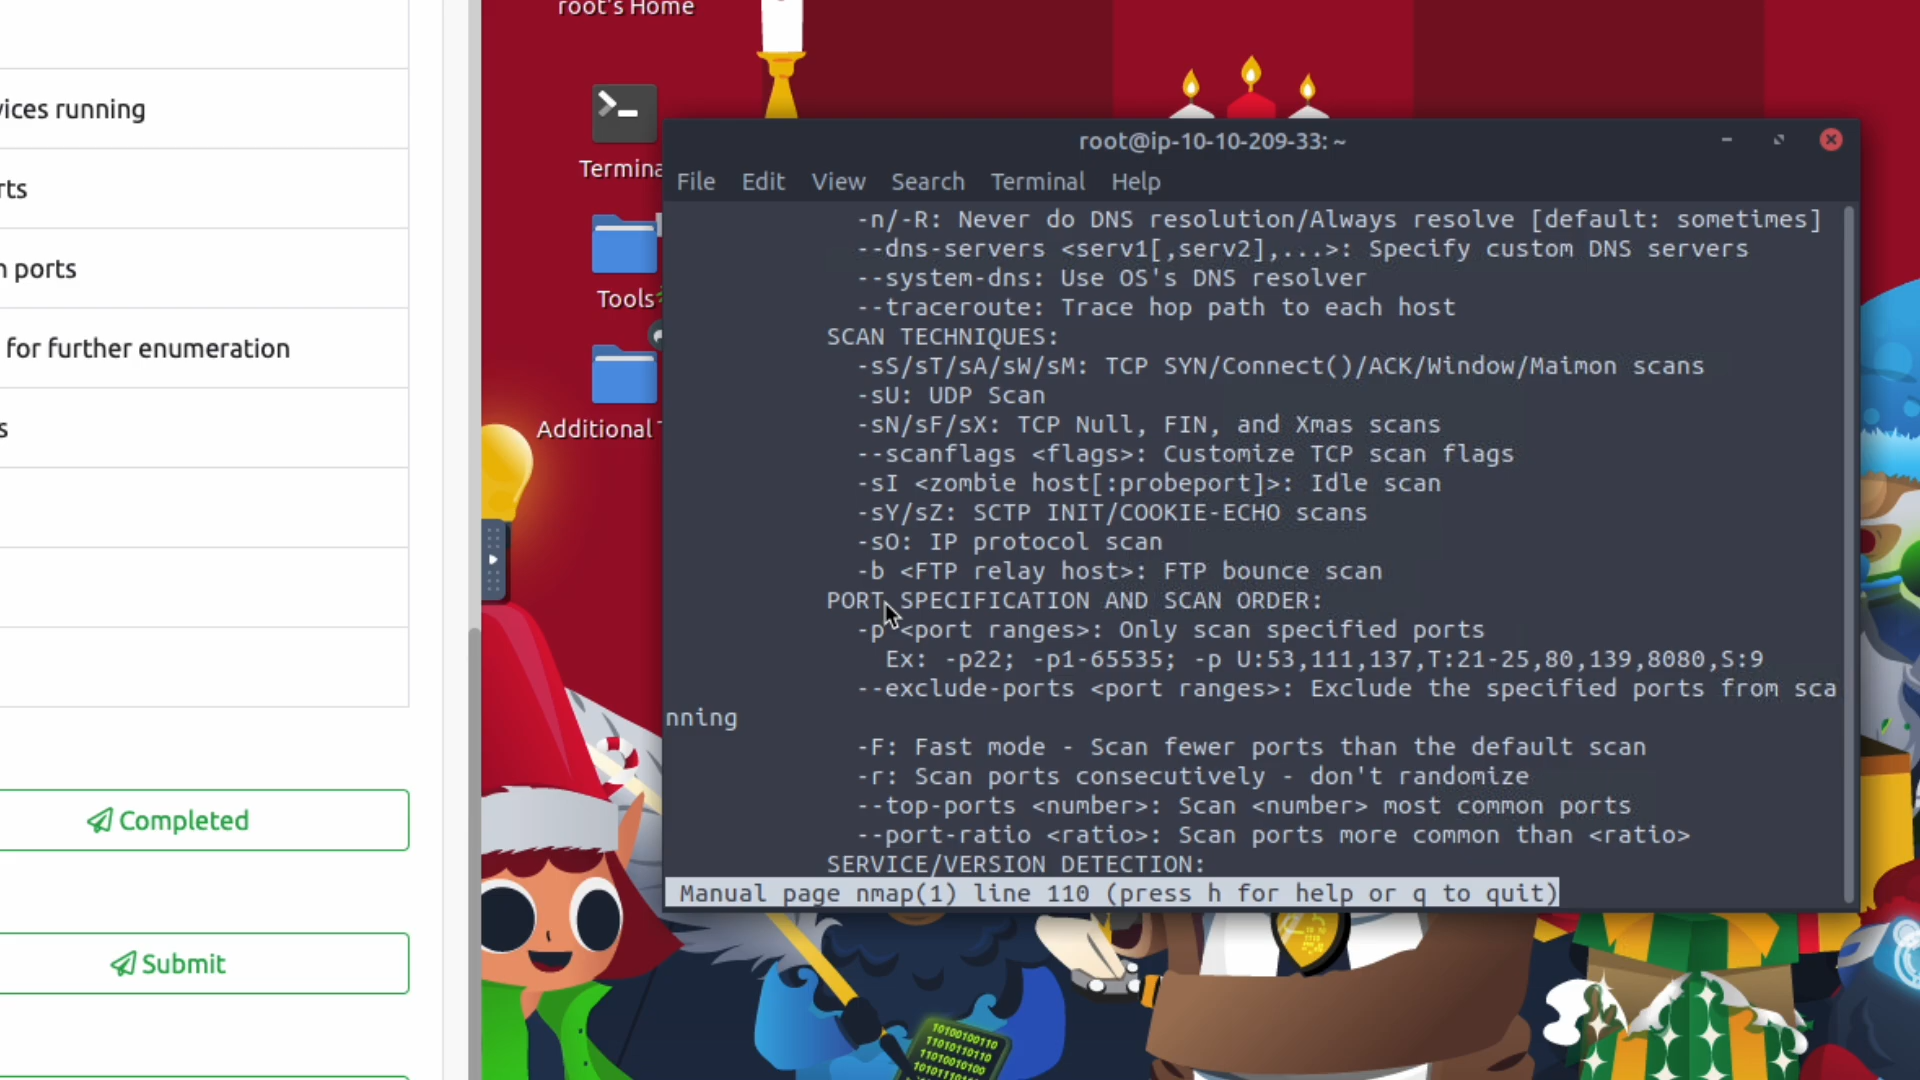 root's Home
vices running
rts
n ports
for further enumeration
s
Completed
Submit
Termina
Tools
Additional
root@ip-10-10-209-33: ~
File Edit View Search Terminal Help
-n/-R: Never do DNS resolution/Always resolve [default: sometimes]
--dns-servers <serv1[,serv2],...>: Specify custom DNS servers
--system-dns: Use OS's DNS resolver
--traceroute: Trace hop path to each host
SCAN TECHNIQUES:
-sS/sT/sA/sW/sM: TCP SYN/Connect()/ACK/Window/Maimon scans
-sU: UDP Scan
-sN/sF/sX: TCP Null, FIN, and Xmas scans
--scanflags <flags>: Customize TCP scan flags
-sI <zombie host[:probeport]>: Idle scan
-sY/sZ: SCTP INIT/COOKIE-ECHO scans
-sO: IP protocol scan
-b <FTP relay host>: FTP bounce scan
PORT SPECIFICATION AND SCAN ORDER:
-p <port ranges>: Only scan specified ports
Ex: -p22; -p1-65535; -p U:53,111,137,T:21-25,80,139,8080,S:9
--exclude-ports <port ranges>: Exclude the specified ports from sca
nning
-F: Fast mode - Scan fewer ports than the default scan
-r: Scan ports consecutively - don't randomize
--top-ports <number>: Scan <number> most common ports
--port-ratio <ratio>: Scan ports more common than <ratio>
SERVICE/VERSION DETECTION:
Manual page nmap(1) line 110 (press h for help or q to quit)
10100100110
11010110110
11010010100